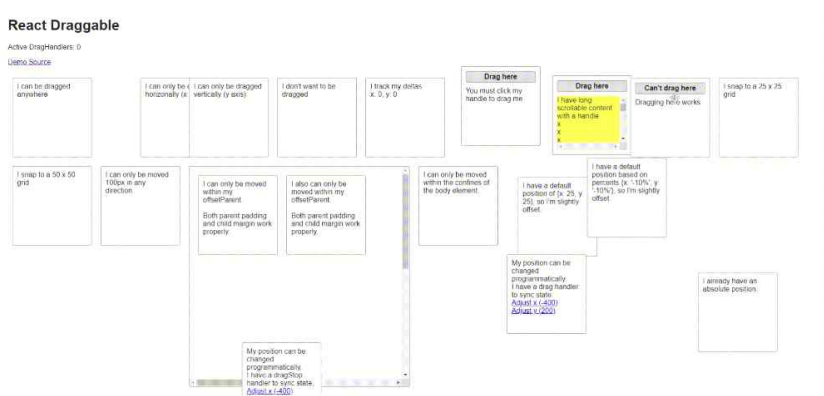 React Draggable
Active DragHandlers: 0
Demo Source
I can be dragged
anywhere
I can only be
horizonally (x
I can only be dragged
vertically (y axis)
I don't want to be
dragged
I track my deltas
x: 0, y: 0
Drag here
You must click my
handle to drag me
Drag here
I have long
scrollable content
with a handle
x
x
x
Can't drag here
Dragging here works
I snap to a 25 x 25
grid
I snap to a 50 x 50
grid
I can only be moved
100px in any
direction.
I can only be moved
within my
offsetParent.
Both parent padding
and child margin work
properly.
I also can only be
moved within my
offsetParent.
Both parent padding
and child margin work
properly.
I can only be moved
within the confines of
the body element.
I have a default
position of {x: 25, y:
25}, so I'm slightly
offset.
I have a default
position based on
percents {x: '-10%', y:
'-10%'}, so I'm slightly
offset.
My position can be
changed
programmatically.
I have a drag handler
to sync state.
Adjust x (-400)
Adjust y (200)
I already have an
absolute position.
My position can be
changed
programmatically.
I have a dragStop
handler to sync state.
Adjust x (-400)